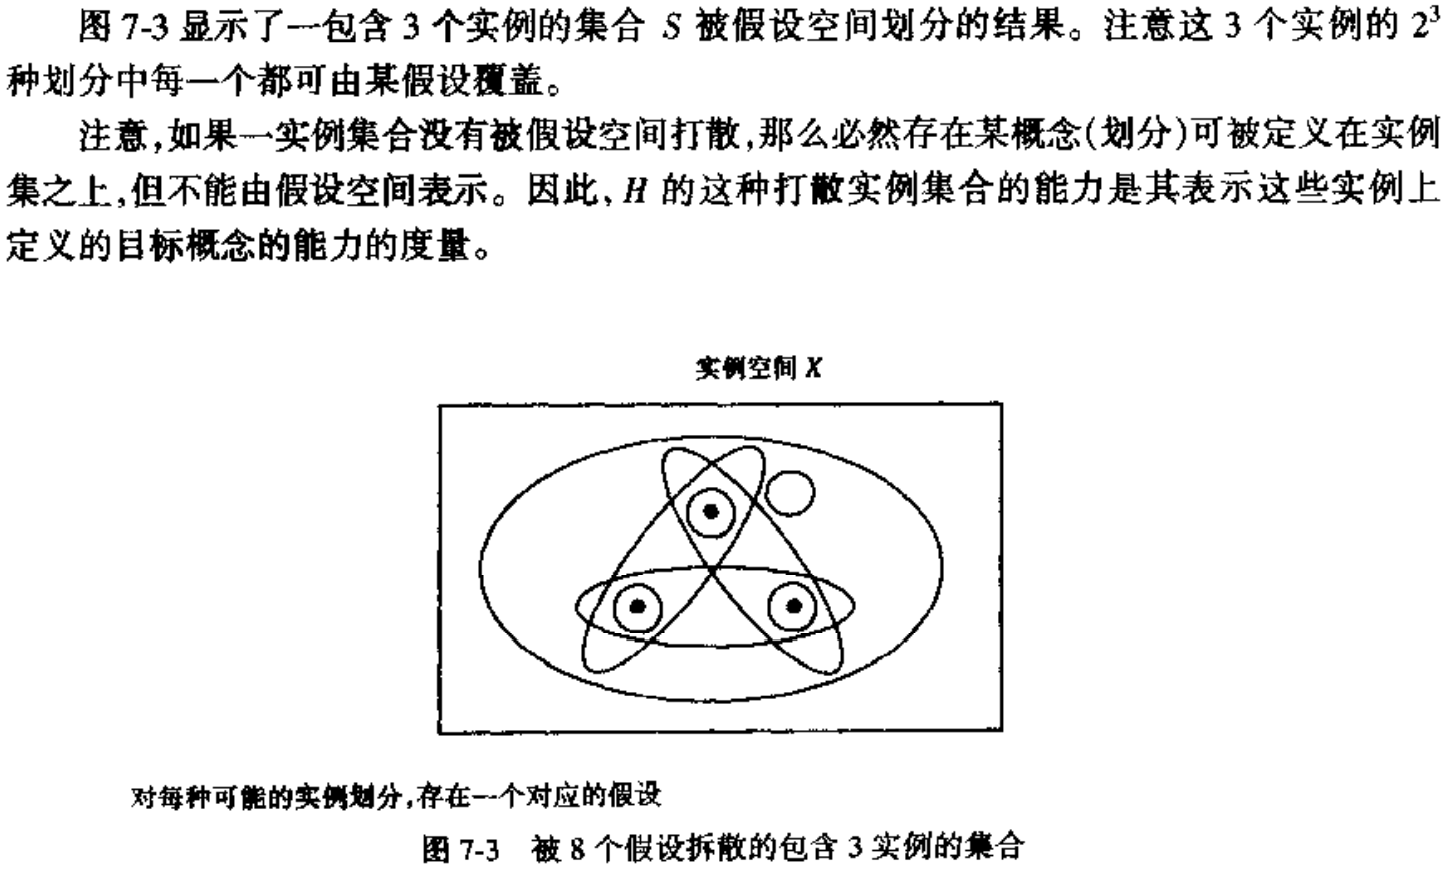 图 7-3 显示了一包含 3 个实例的集合 S 被假设空间划分的结果。注意这 3 个实例的 2³
种划分中每一个都可由某假设覆盖。
注意,如果一实例集合没有被假设空间打散,那么必然存在某概念(划分)可被定义在实例
集之上,但不能由假设空间表示。因此, H 的这种打散实例集合的能力是其表示这些实例上
定义的目标概念的能力的度量。
实例空间 X
对每种可能的实例划分,存在一个对应的假设
图 7-3 被 8 个假设拆散的包含 3 实例的集合